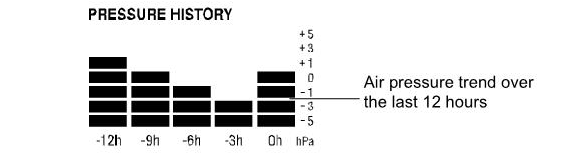 PRESSURE HISTORY
+5
+3
+1
0
-1
-3
-5
Air pressure trend over
the last 12 hours
-12h -9h -6h -3h 0h hPa